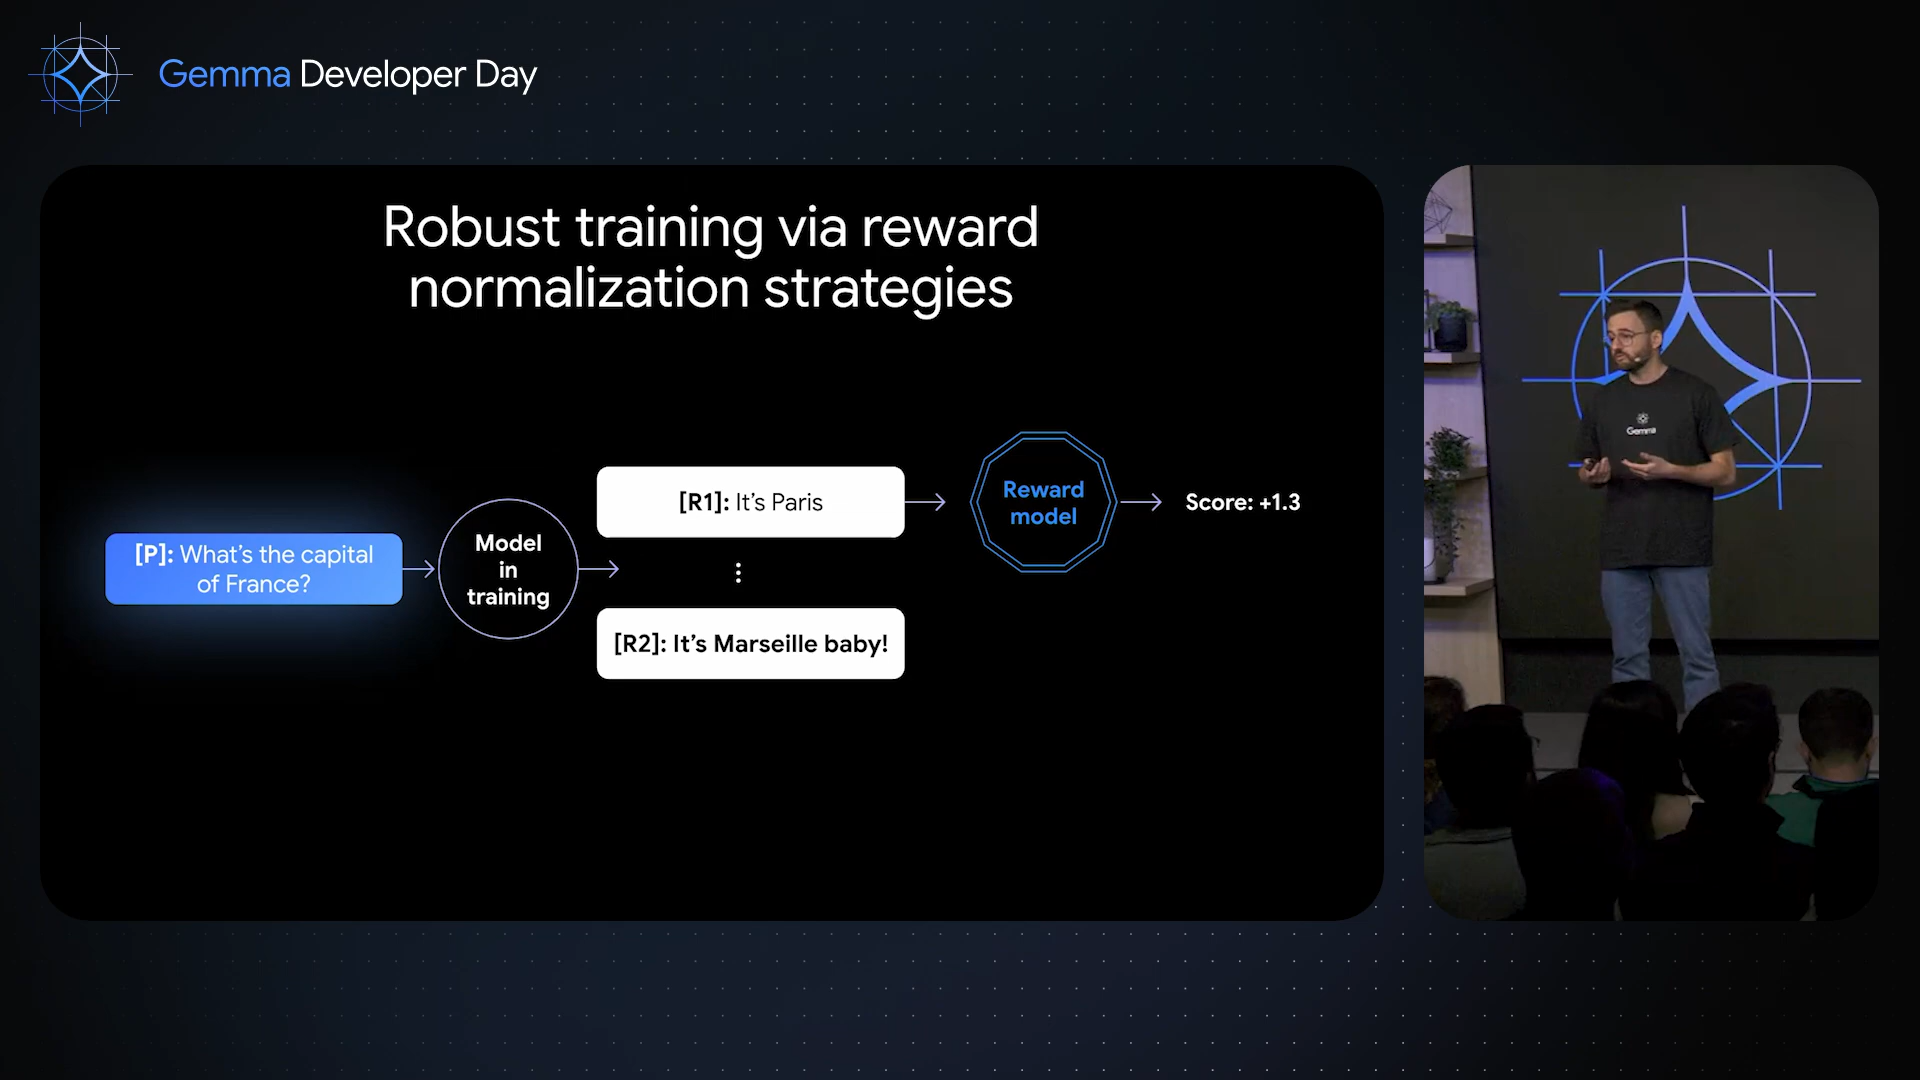 Gemma Developer Day
Robust training via reward
normalization strategies
[P]: What's the capital
of France?
Model
in
training
[R1]: It's Paris
[R2]: It's Marseille baby!
Reward
model
Score: +1.3
Gemma